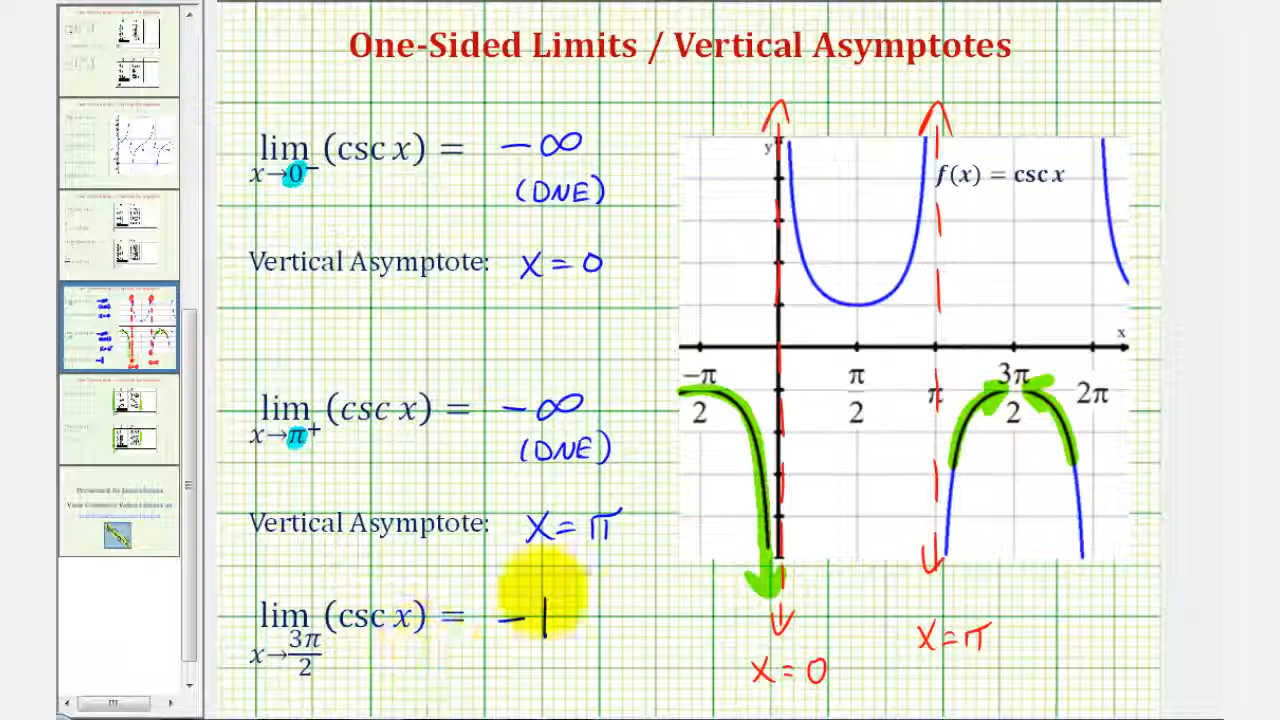 One-Sided Limits / Vertical Asymptotes
lim x→0⁻ (csc x) = −∞
(DNE)
Vertical Asymptote: x = 0
lim x→π⁺ (csc x) = −∞
(DNE)
Vertical Asymptote: x = π
lim x→3π/2 (csc x) = −1
y
f(x) = csc x
x
−π/2 π/2 π 3π/2 2π
x = π
x = 0